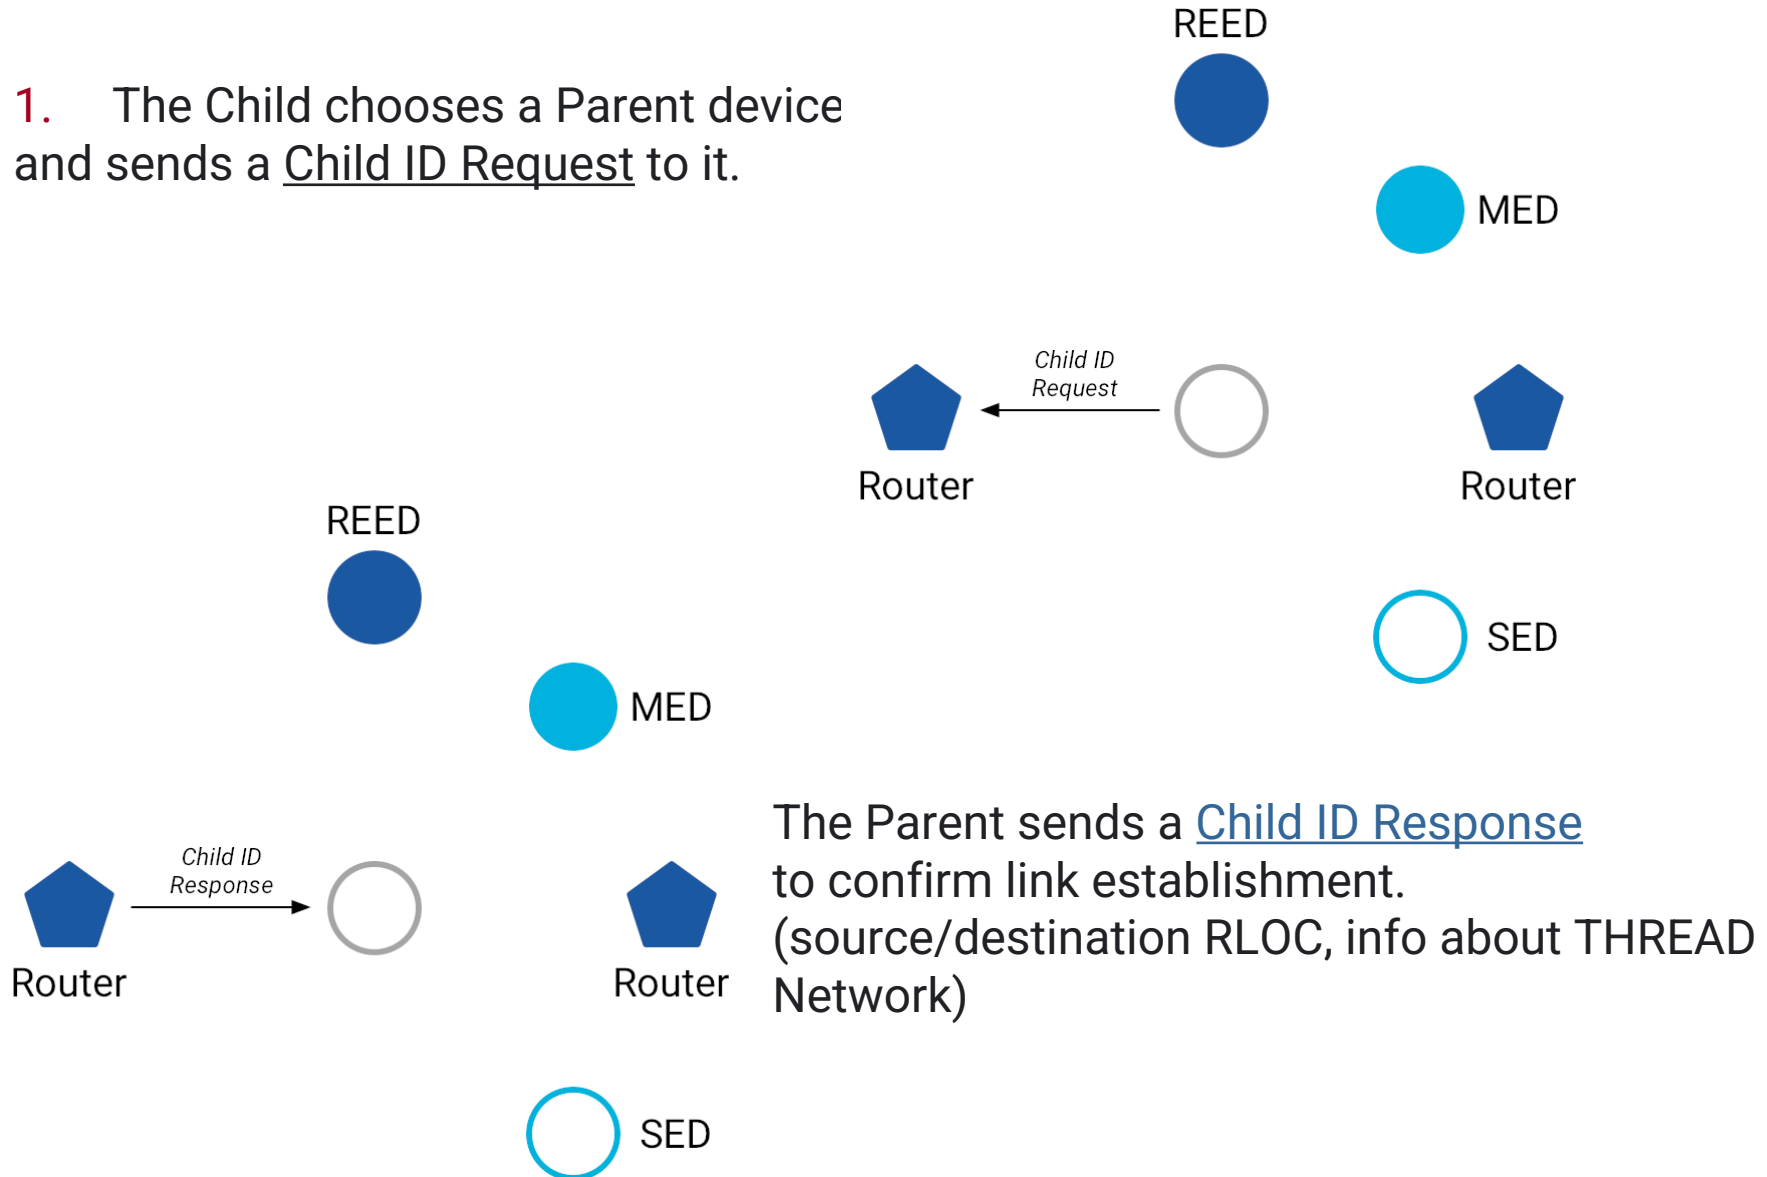 1. The Child chooses a Parent device
and sends a Child ID Request to it.
REED
MED
Child ID
Request
Router
Router
SED
REED
MED
Child ID
Response
Router
Router
SED
The Parent sends a Child ID Response
to confirm link establishment.
(source/destination RLOC, info about THREAD
Network)